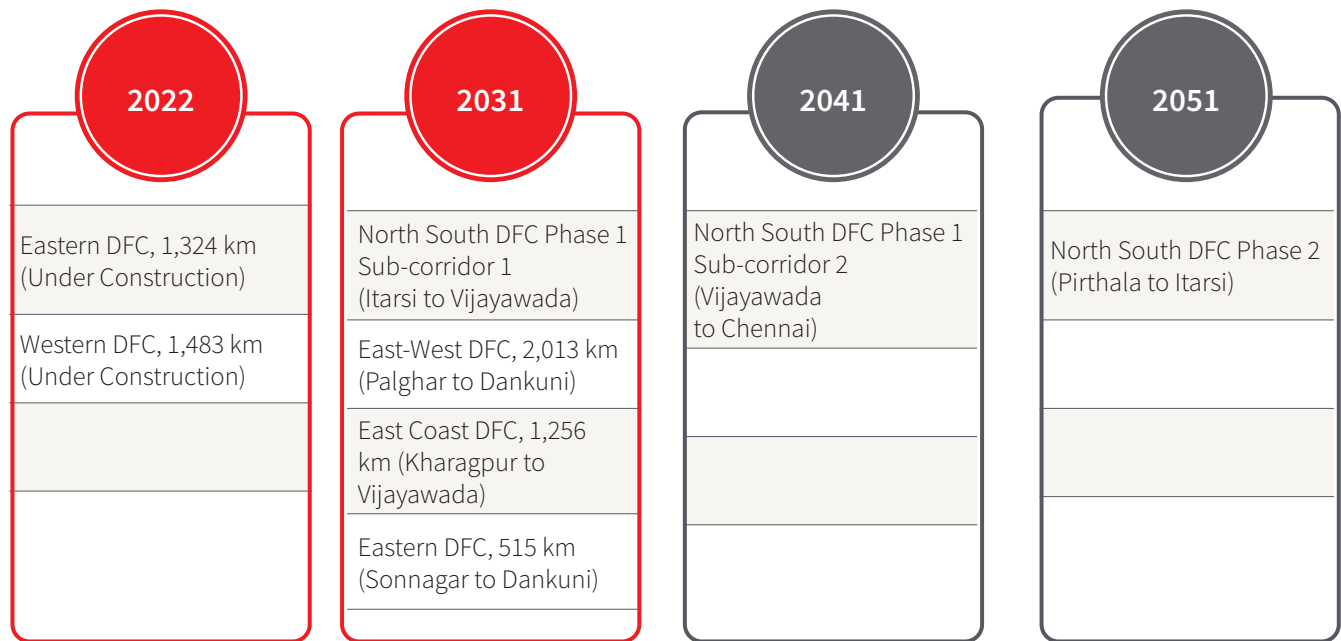 2022
Eastern DFC, 1,324 km
(Under Construction)
Western DFC, 1,483 km
(Under Construction)
2031
North South DFC Phase 1
Sub-corridor 1
(Itarsi to Vijayawada)
East-West DFC, 2,013 km
(Palghar to Dankuni)
East Coast DFC, 1,256
km (Kharagpur to
Vijayawada)
Eastern DFC, 515 km
(Sonnagar to Dankuni)
2041
North South DFC Phase 1
Sub-corridor 2
(Vijayawada
to Chennai)
2051
North South DFC Phase 2
(Pirthala to Itarsi)